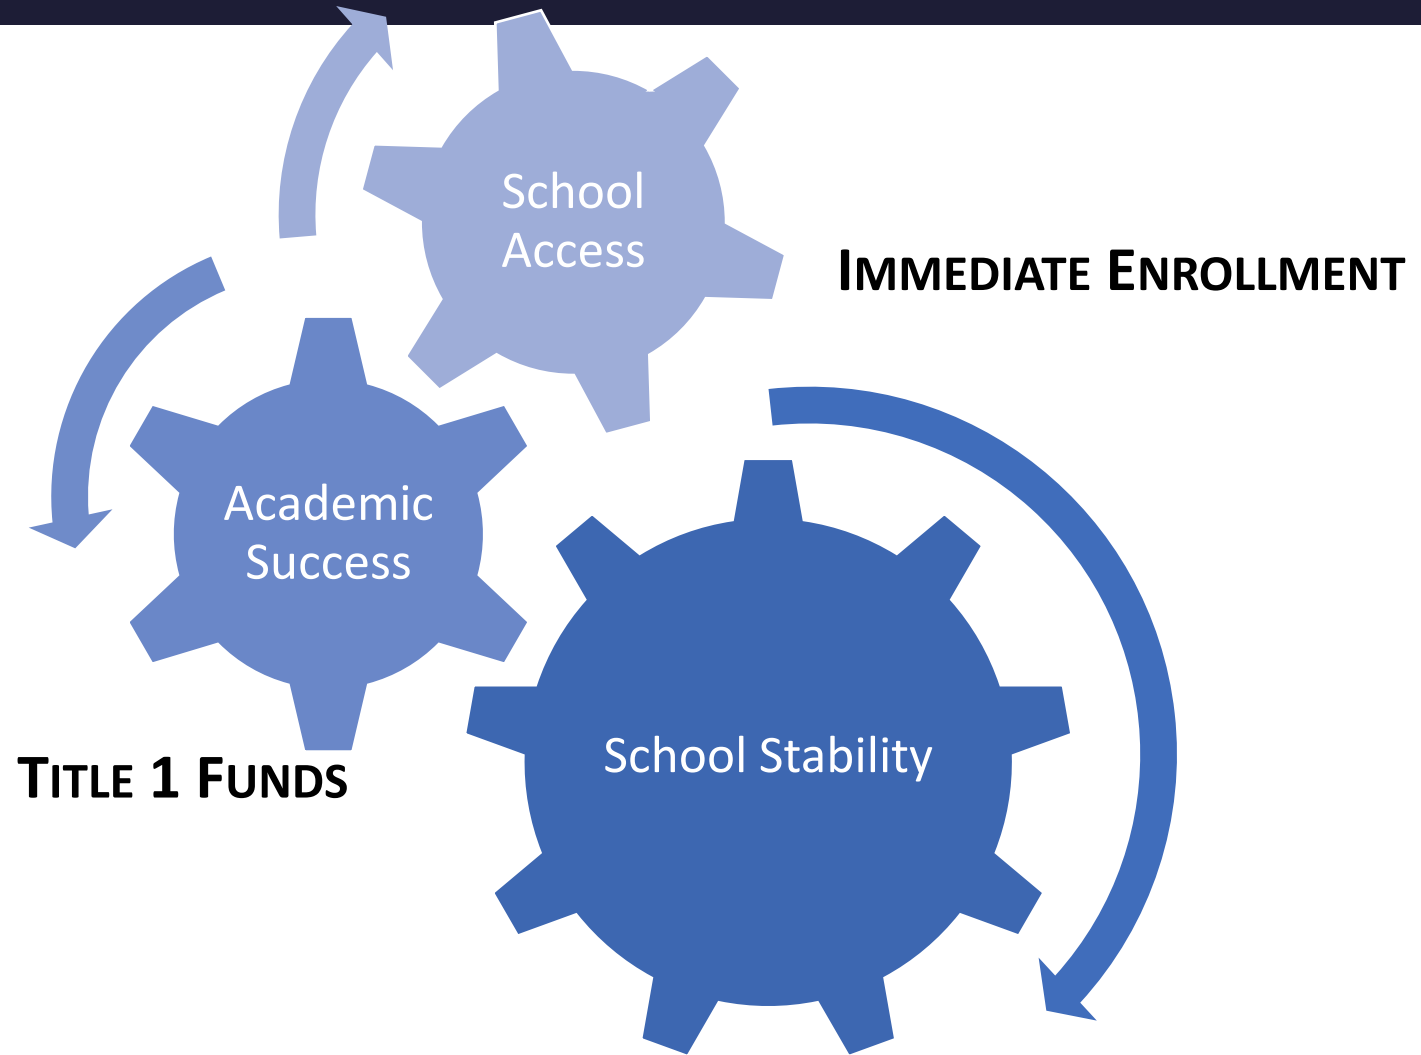 School
Access
IMMEDIATE ENROLLMENT
Academic
Success
School Stability
TITLE 1 FUNDS